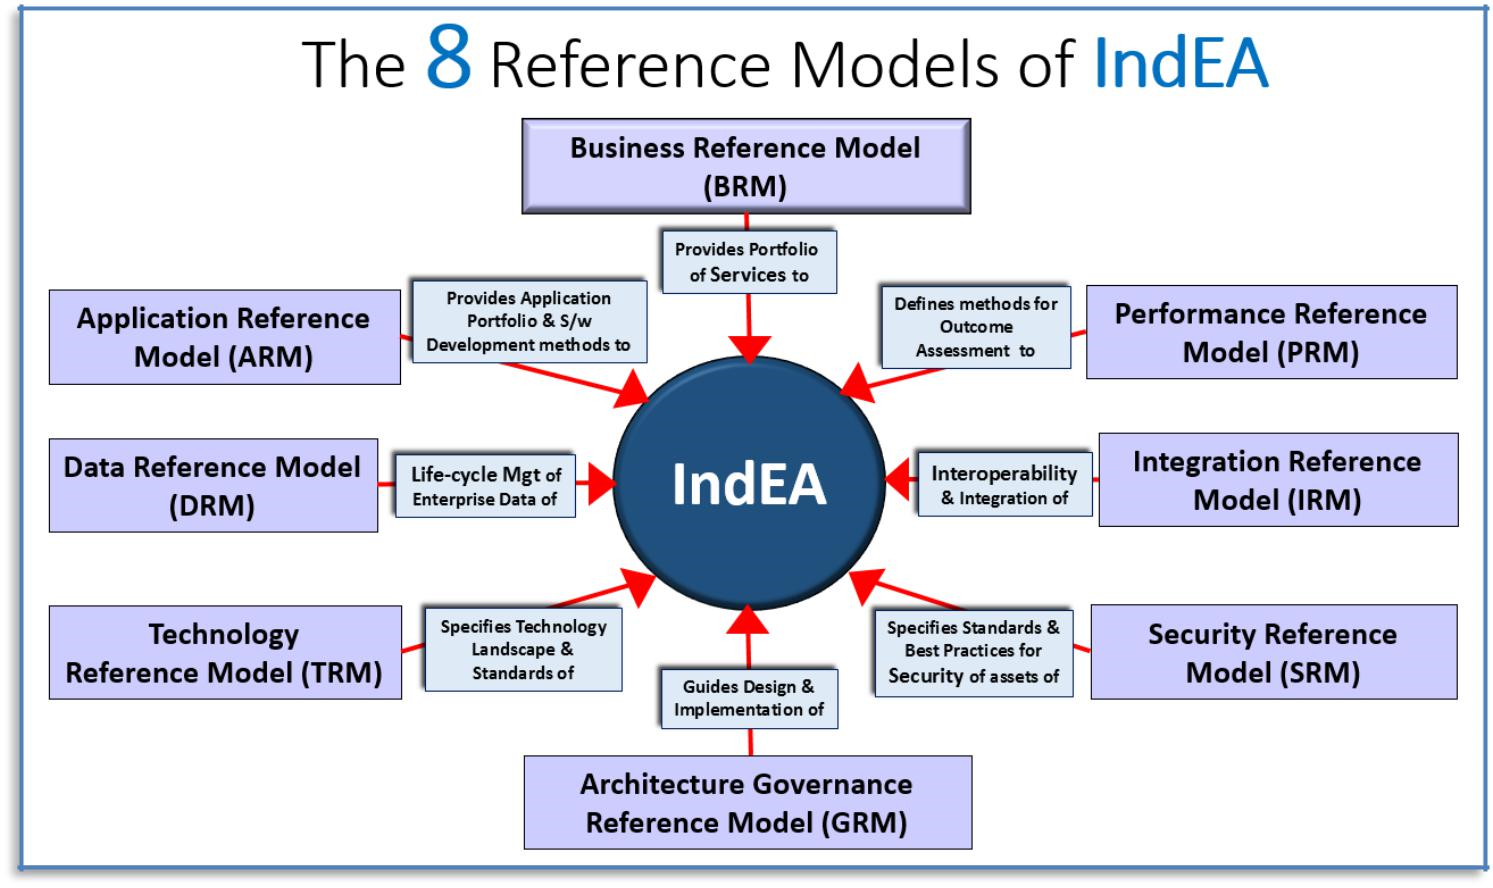 The 8 Reference Models of IndEA
Business Reference Model
(BRM)
Provides Portfolio
of Services to
Application Reference
Model (ARM)
Provides Application
Portfolio & S/w
Development methods to
Defines methods for
Outcome
Assessment to
Performance Reference
Model (PRM)
Data Reference Model
(DRM)
Life-cycle Mgt of
Enterprise Data of
IndEA
Interoperability
& Integration of
Integration Reference
Model (IRM)
Technology
Reference Model (TRM)
Specifies Technology
Landscape &
Standards of
Specifies Standards &
Best Practices for
Security of assets of
Security Reference
Model (SRM)
Guides Design &
Implementation of
Architecture Governance
Reference Model (GRM)